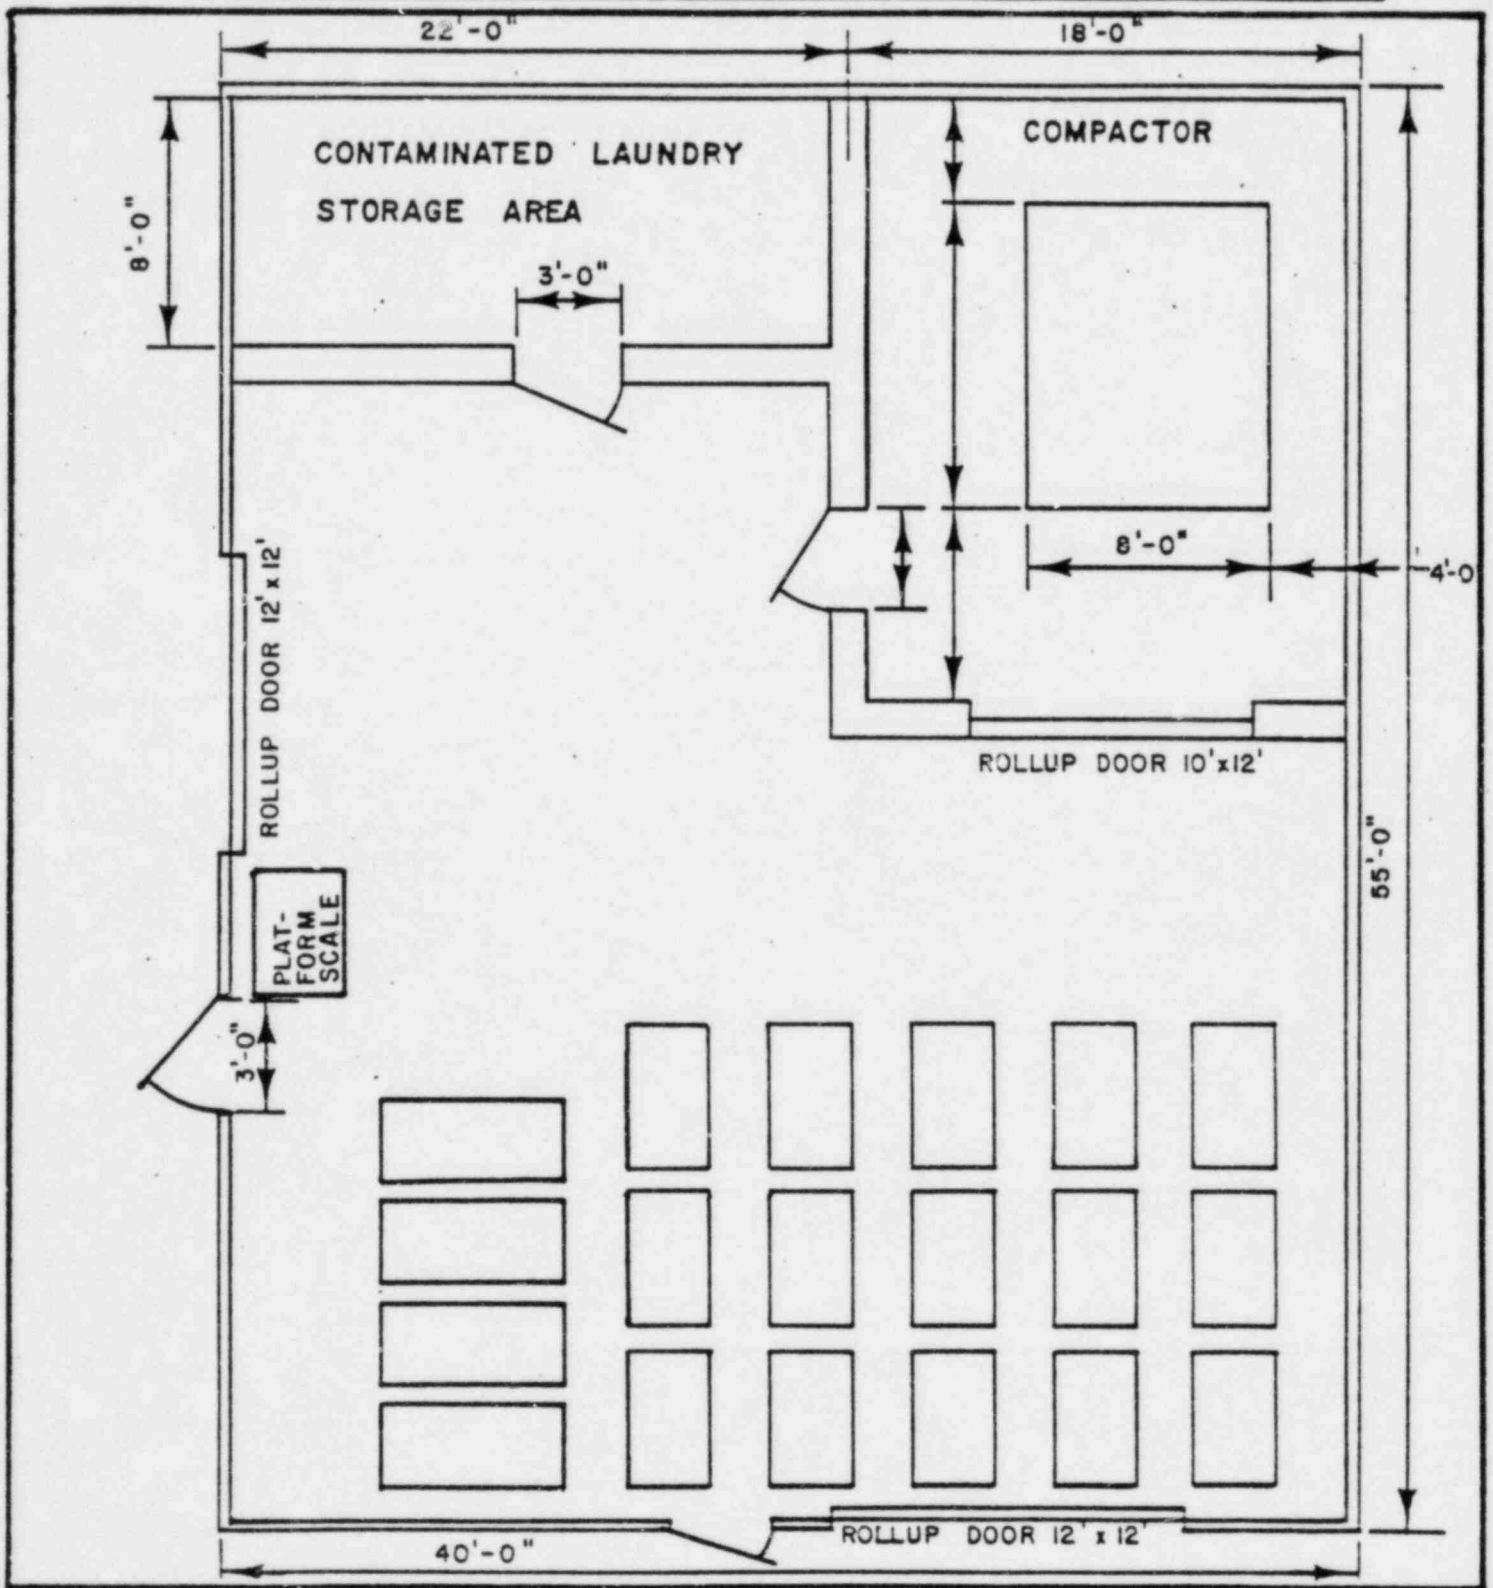 22'-0"
18'-0"
COMPACTOR
CONTAMINATED LAUNDRY
STORAGE AREA
8'-0"
3'-0"
8'-0"
4'-0
ROLLUP DOOR 12' x 12'
ROLLUP DOOR 10'x12'
55'-0"
PLAT-
FORM
SCALE
3'-0"
ROLLUP DOOR 12' x 12'
40'-0"